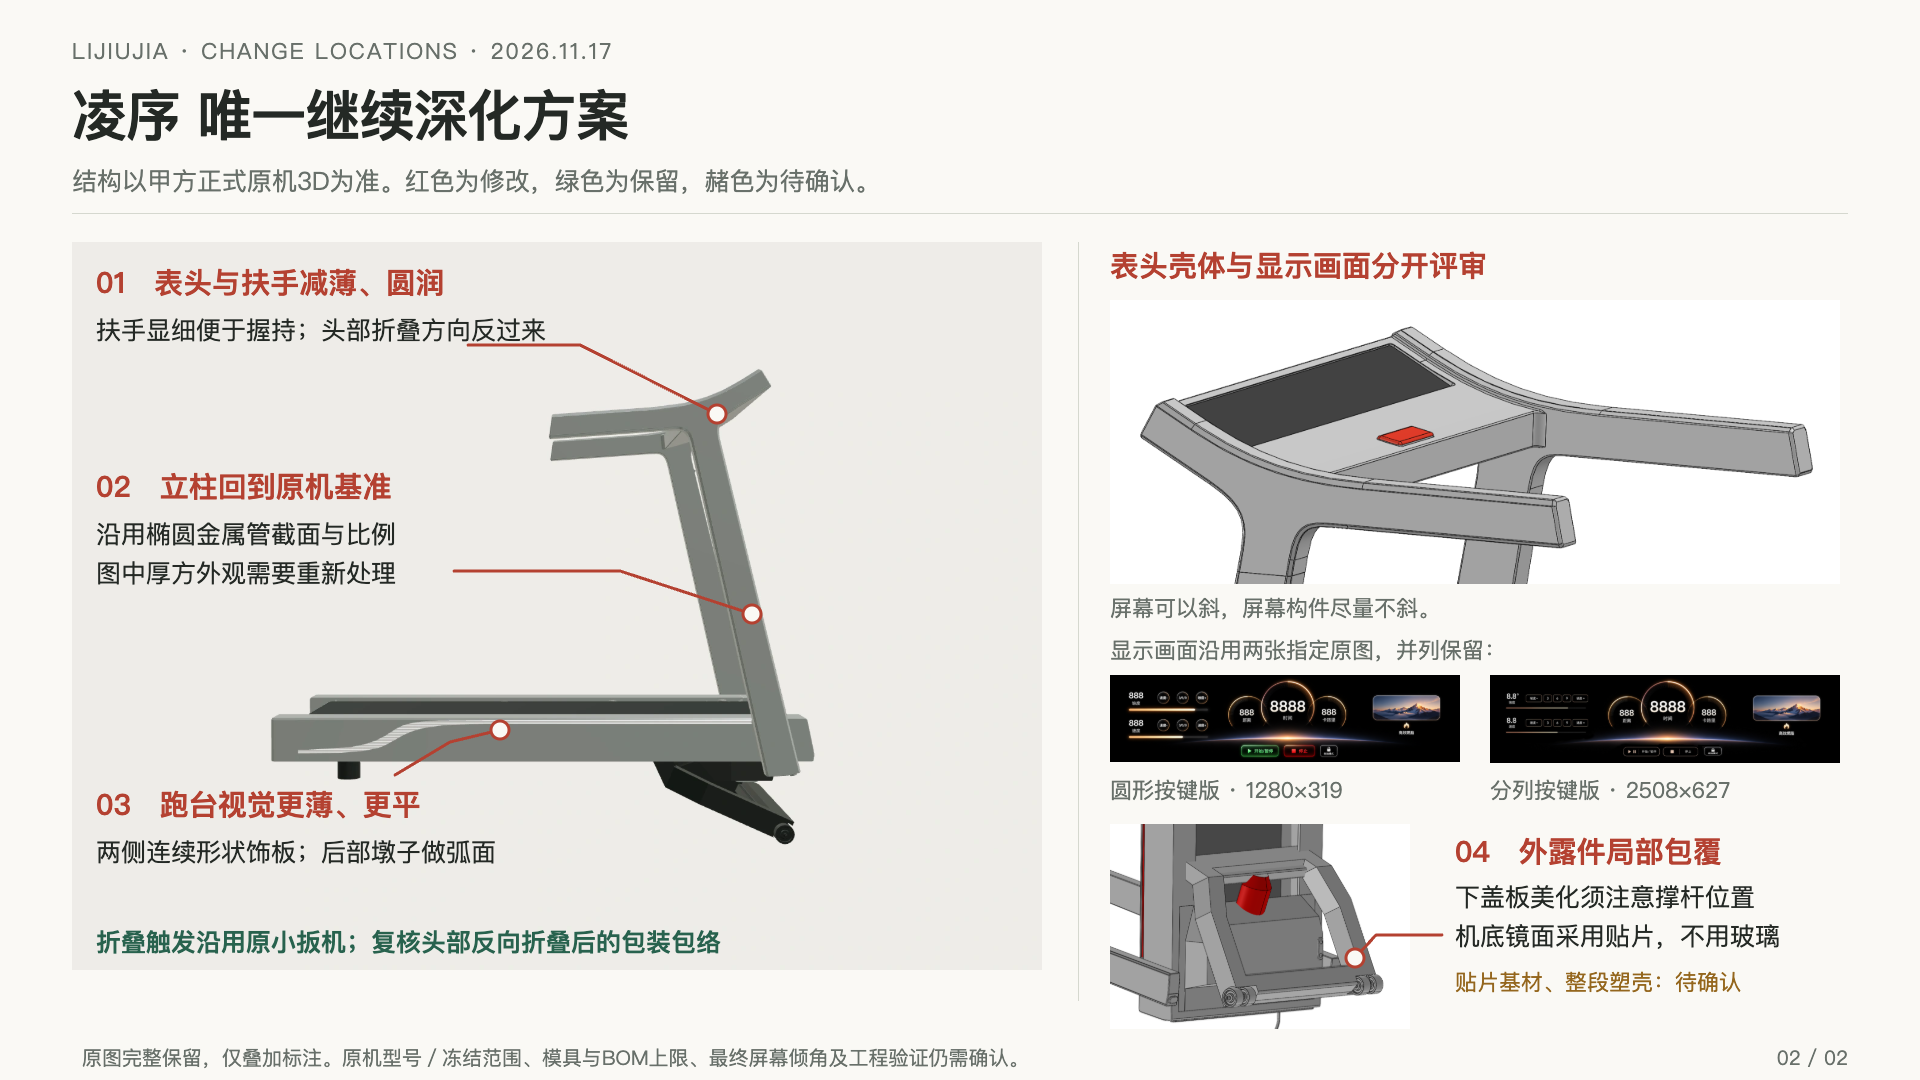 LIJIUJIA · CHANGE LOCATIONS · 2026.11.17
凌序 唯一继续深化方案
结构以甲方正式原机3D为准。红色为修改，绿色为保留，赭色为待确认。
01 表头与扶手减薄、圆润
扶手显细便于握持；头部折叠方向反过来
02 立柱回到原机基准
沿用椭圆金属管截面与比例
图中厚方外观需要重新处理
03 跑台视觉更薄、更平
两侧连续形状饰板；后部墩子做弧面
折叠触发沿用原小扳机；复核头部反向折叠后的包装包络
表头壳体与显示画面分开评审
屏幕可以斜，屏幕构件尽量不斜。
显示画面沿用两张指定原图，并列保留：
888
888
888
8888
时间
888
8.8
8.8
888
8888
时间
888
圆形按键版 · 1280×319
分列按键版 · 2508×627
04 外露件局部包覆
下盖板美化须注意撑杆位置
机底镜面采用贴片，不用玻璃
贴片基材、整段塑壳：待确认
原图完整保留，仅叠加标注。原机型号 / 冻结范围、模具与BOM上限、最终屏幕倾角及工程验证仍需确认。
02 / 02